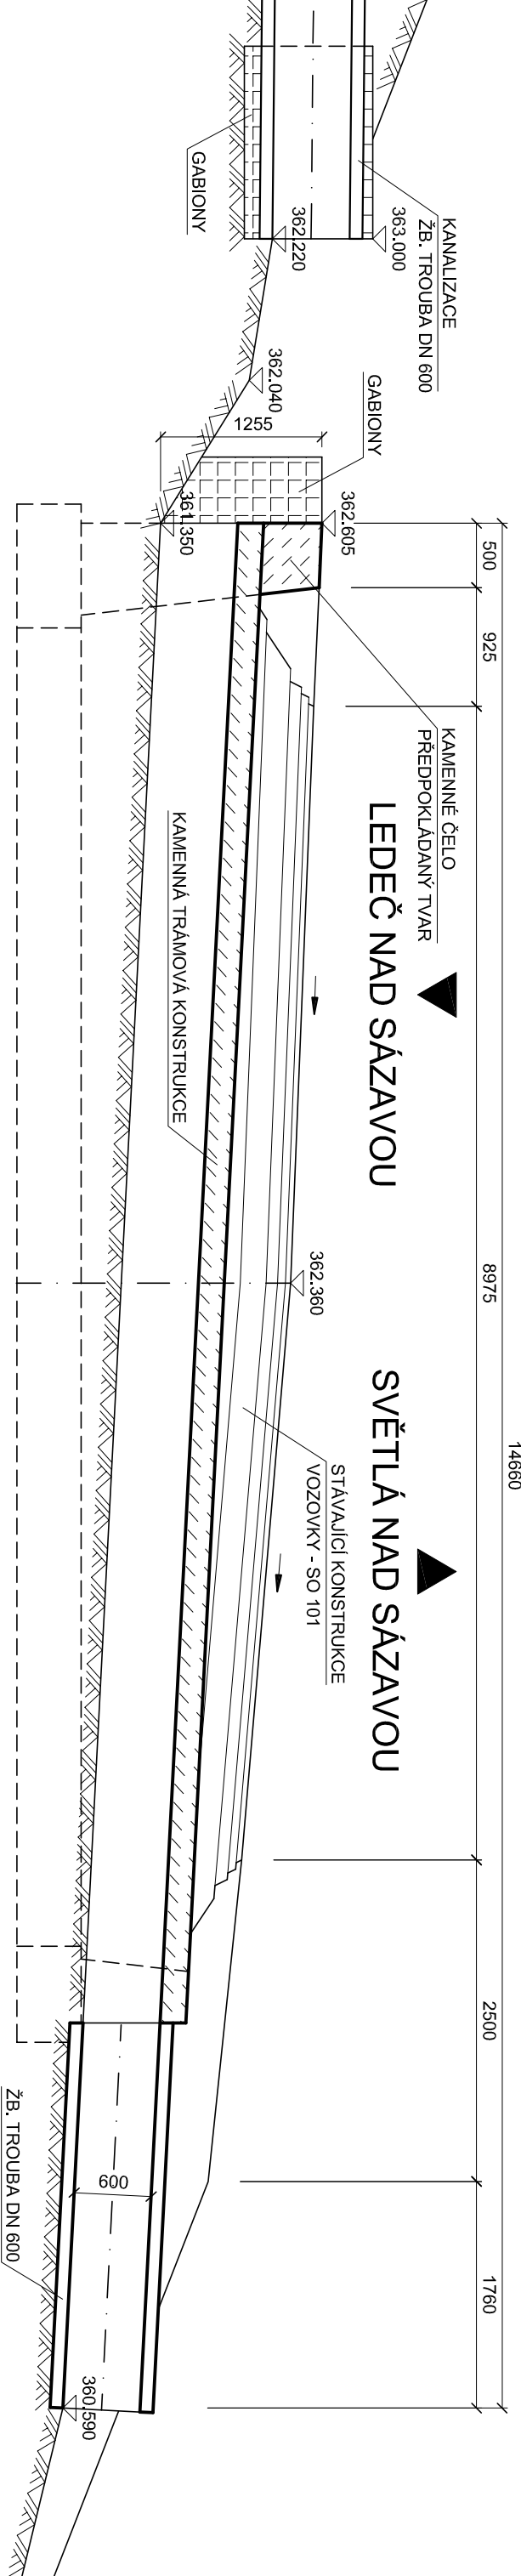 KANALIZACE
ŽB. TROUBA DN 600
363.000
362.220
GABIONY
362.040
GABIONY
1255
362.605
361.350
500
925
8975
2500
1760
14660
KAMENNÉ ČELO
PŘEDPOKLÁDANÝ TVAR
LEDEČ NAD SÁZAVOU
SVĚTLÁ NAD SÁZAVOU
KAMENNÁ TRÁMOVÁ KONSTRUKCE
362.360
STÁVAJÍCÍ KONSTRUKCE
VOZOVKY - SO 101
600
ŽB. TROUBA DN 600
360.590